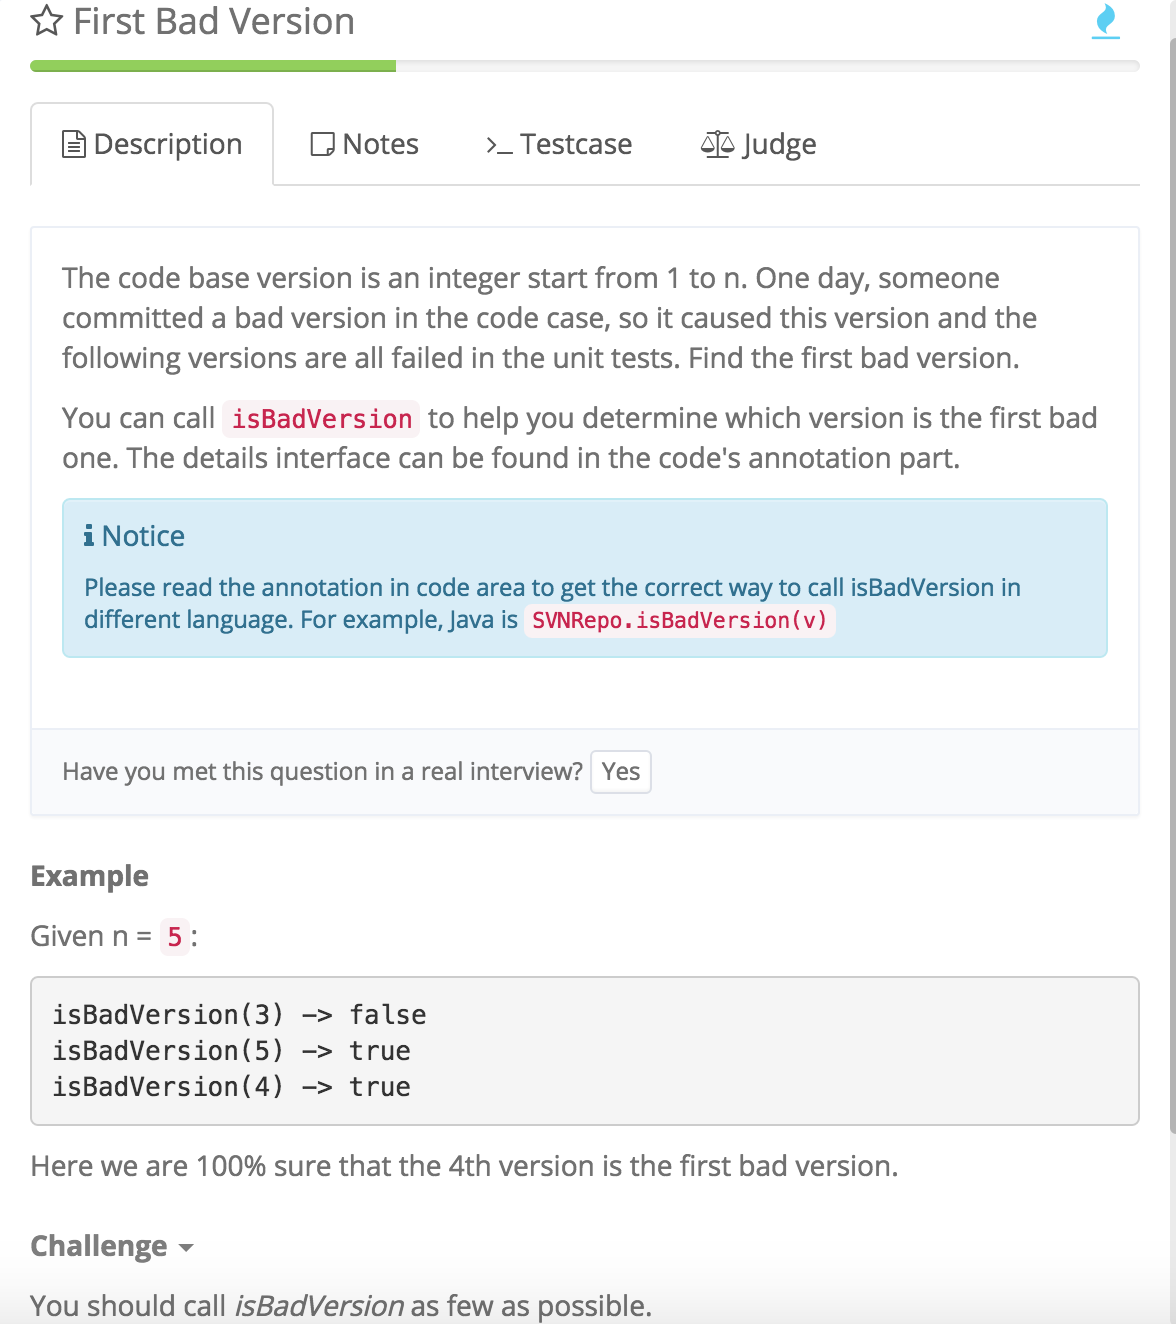 First Bad Version
Description
Notes
Testcase
Judge
The code base version is an integer start from 1 to n. One day, someone
committed a bad version in the code case, so it caused this version and the
following versions are all failed in the unit tests. Find the first bad version.
You can call isBadVersion to help you determine which version is the first bad
one. The details interface can be found in the code's annotation part.
Notice
Please read the annotation in code area to get the correct way to call isBadVersion in
different language. For example, Java is SVNRepo.isBadVersion(v)
Have you met this question in a real interview? Yes
Example
Given n = 5:
isBadVersion(3) -> false
isBadVersion(5) -> true
isBadVersion(4) -> true
Here we are 100% sure that the 4th version is the first bad version.
Challenge
You should call isBadVersion as few as possible.